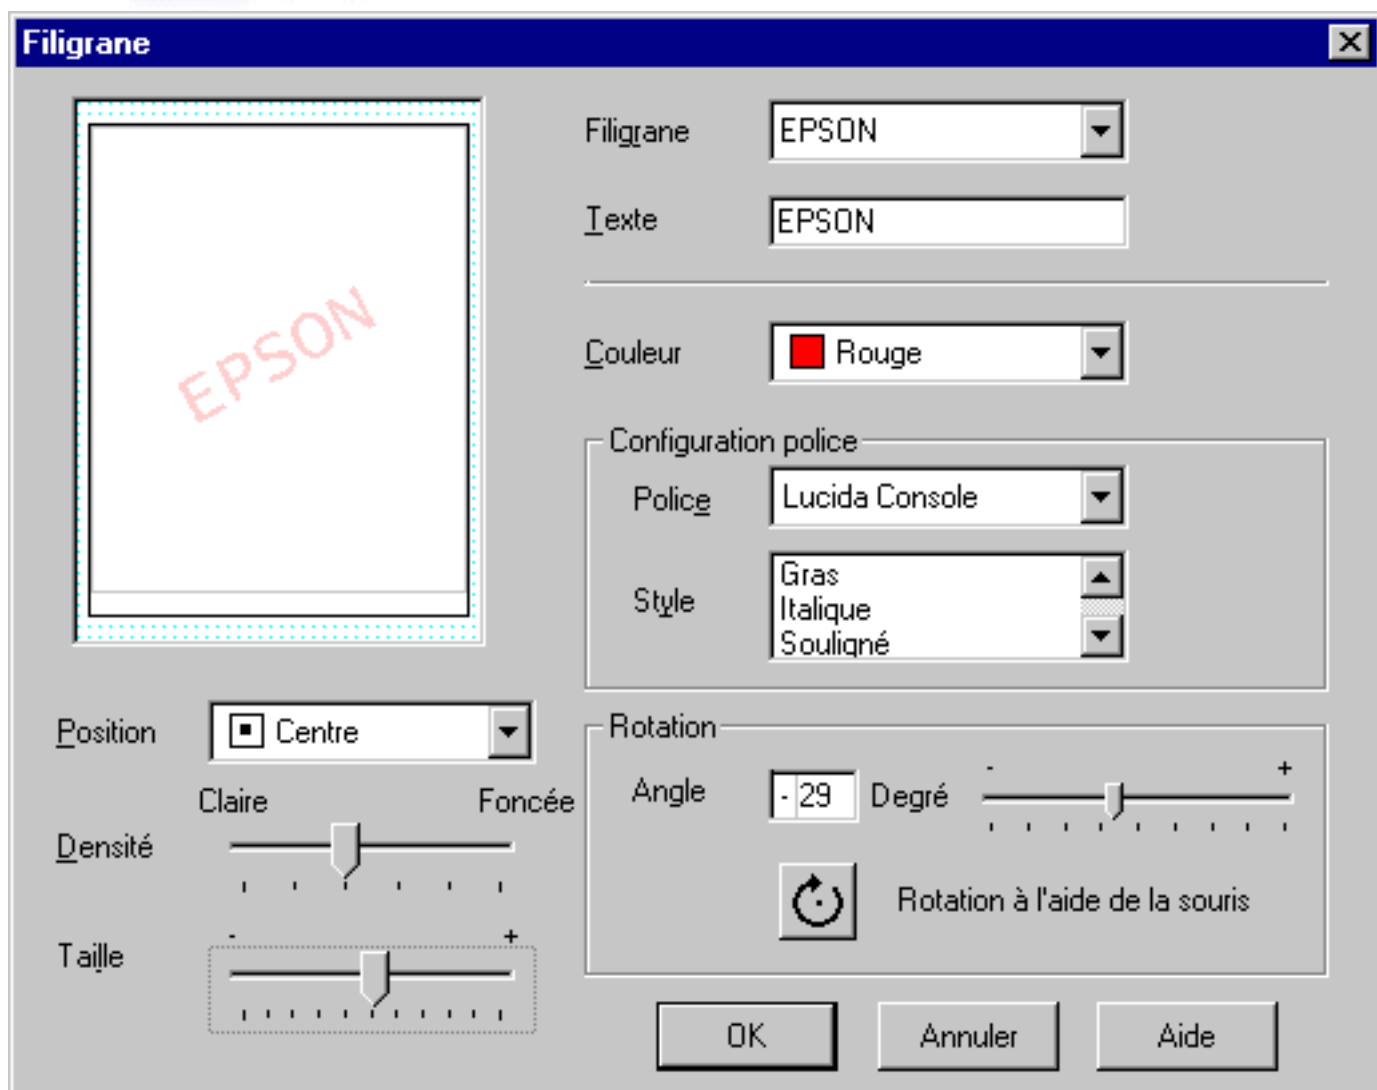 Filigrane
EPSON
Filigrane EPSON
Texte EPSON
Couleur Rouge
Configuration police
Police Lucida Console
Style Gras
Italique
Souligné
Position Centre
Claire Foncée
Densité
Taille - +
Rotation
- +
Angle -29 Degré
Rotation à l'aide de la souris
OK Annuler Aide